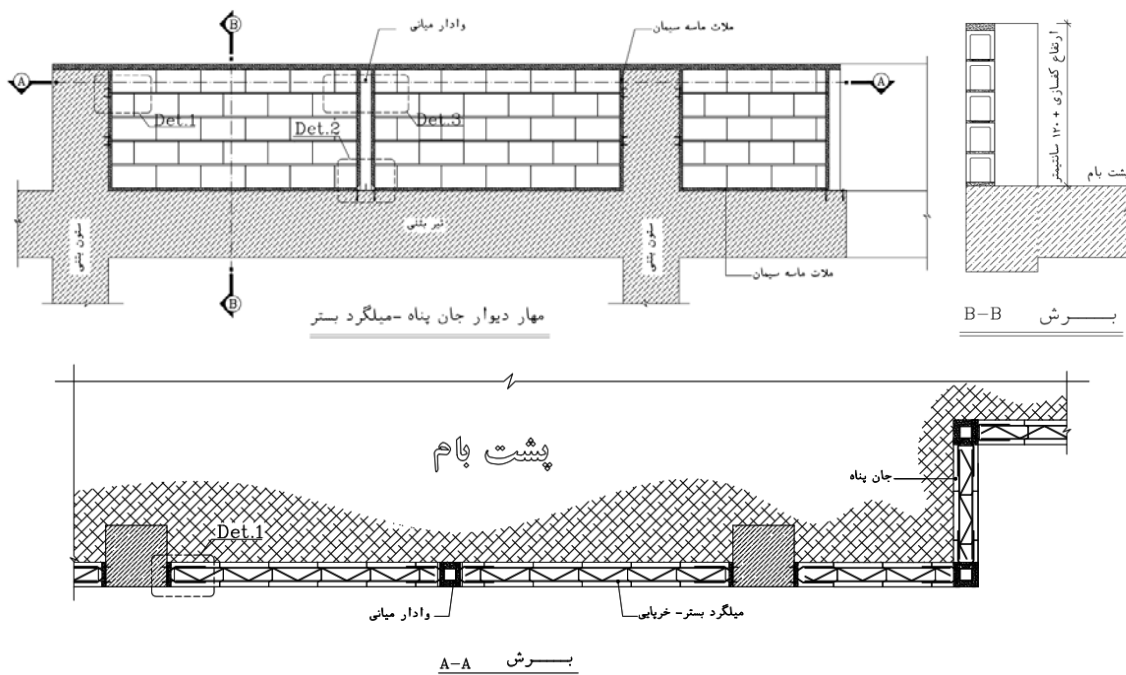 B
وادار میانی
ملات ماسه سیمان
A
A
Det.1
Det.2
Det.3
ستون بتنی
تیر بتنی
ستون بتنی
ملات ماسه سیمان
B
مهار دیوار جان پناه -میلگرد بستر
ارتفاع کفسازی + ۱۲۰ سانتیمتر
پشت بام
برش B-B
پشت بام
جان پناه
Det.1
وادار میانی
میلگرد بستر- خرپایی
برش A-A